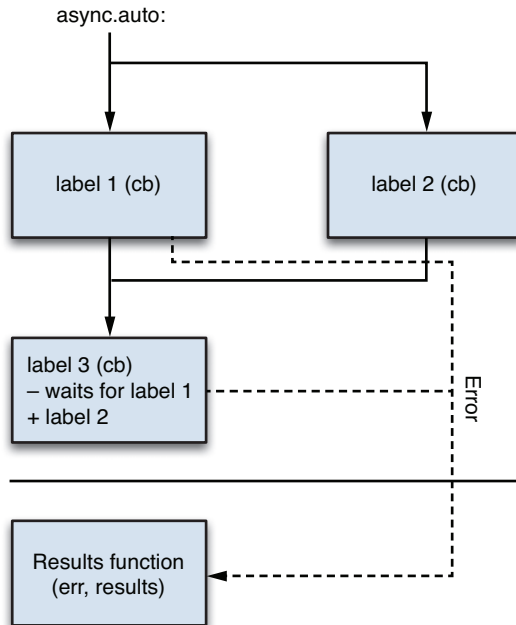 async.auto:
label 1 (cb)
label 2 (cb)
label 3 (cb)
– waits for label 1
+ label 2
Error
Results function
(err, results)